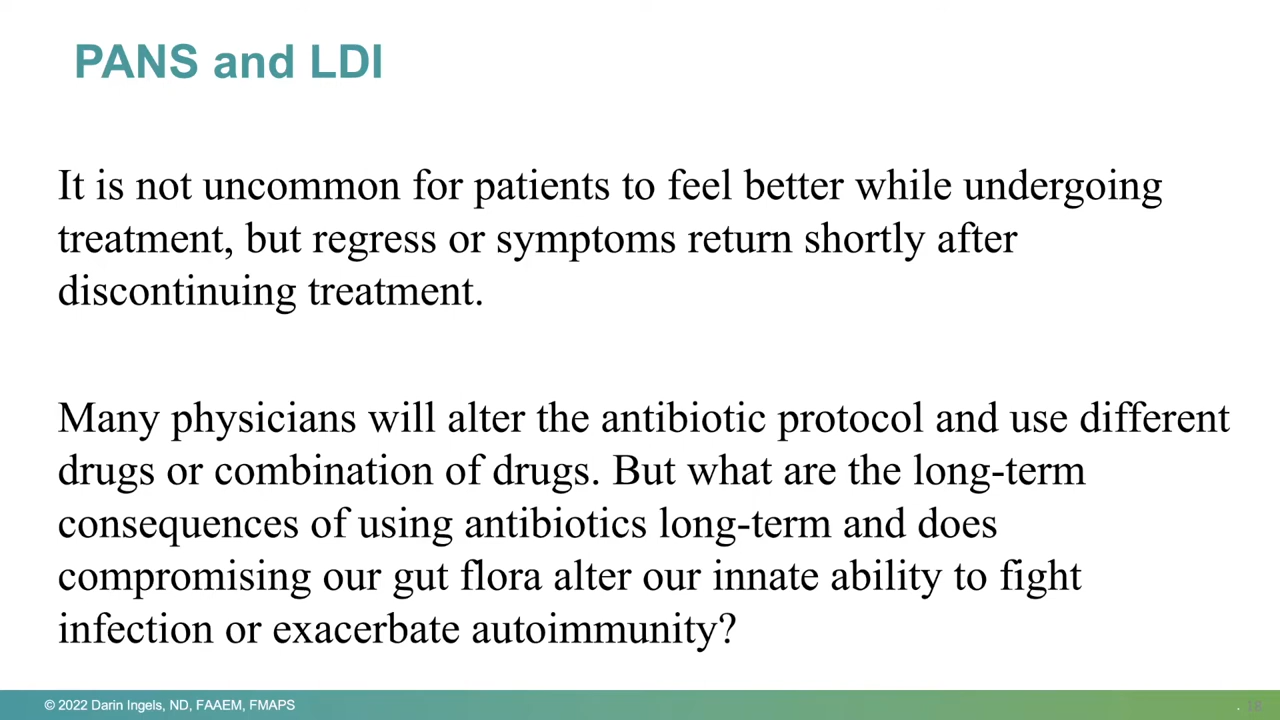 PANS and LDI
It is not uncommon for patients to feel better while undergoing
treatment, but regress or symptoms return shortly after
discontinuing treatment.
Many physicians will alter the antibiotic protocol and use different
drugs or combination of drugs. But what are the long-term
consequences of using antibiotics long-term and does
compromising our gut flora alter our innate ability to fight
infection or exacerbate autoimmunity?
© 2022 Darin Ingels, ND, FAAEM, FMAPS
. 18